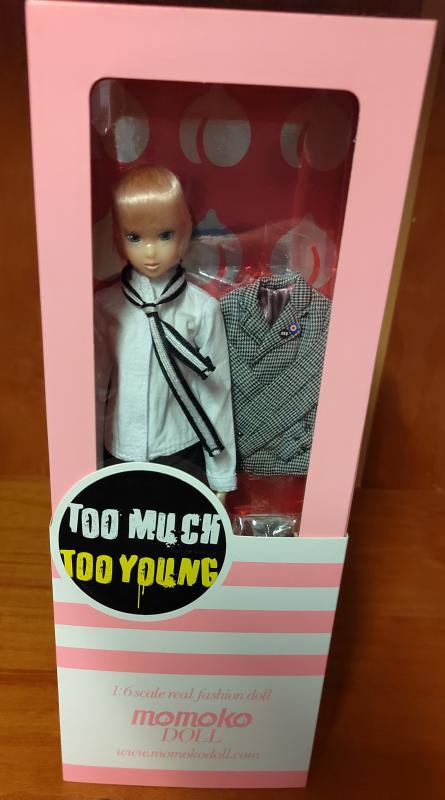 TOO MUCH
TOO YOUNG
1:6 scale real fashion doll
momoko
DOLL
www.momokodoll.com